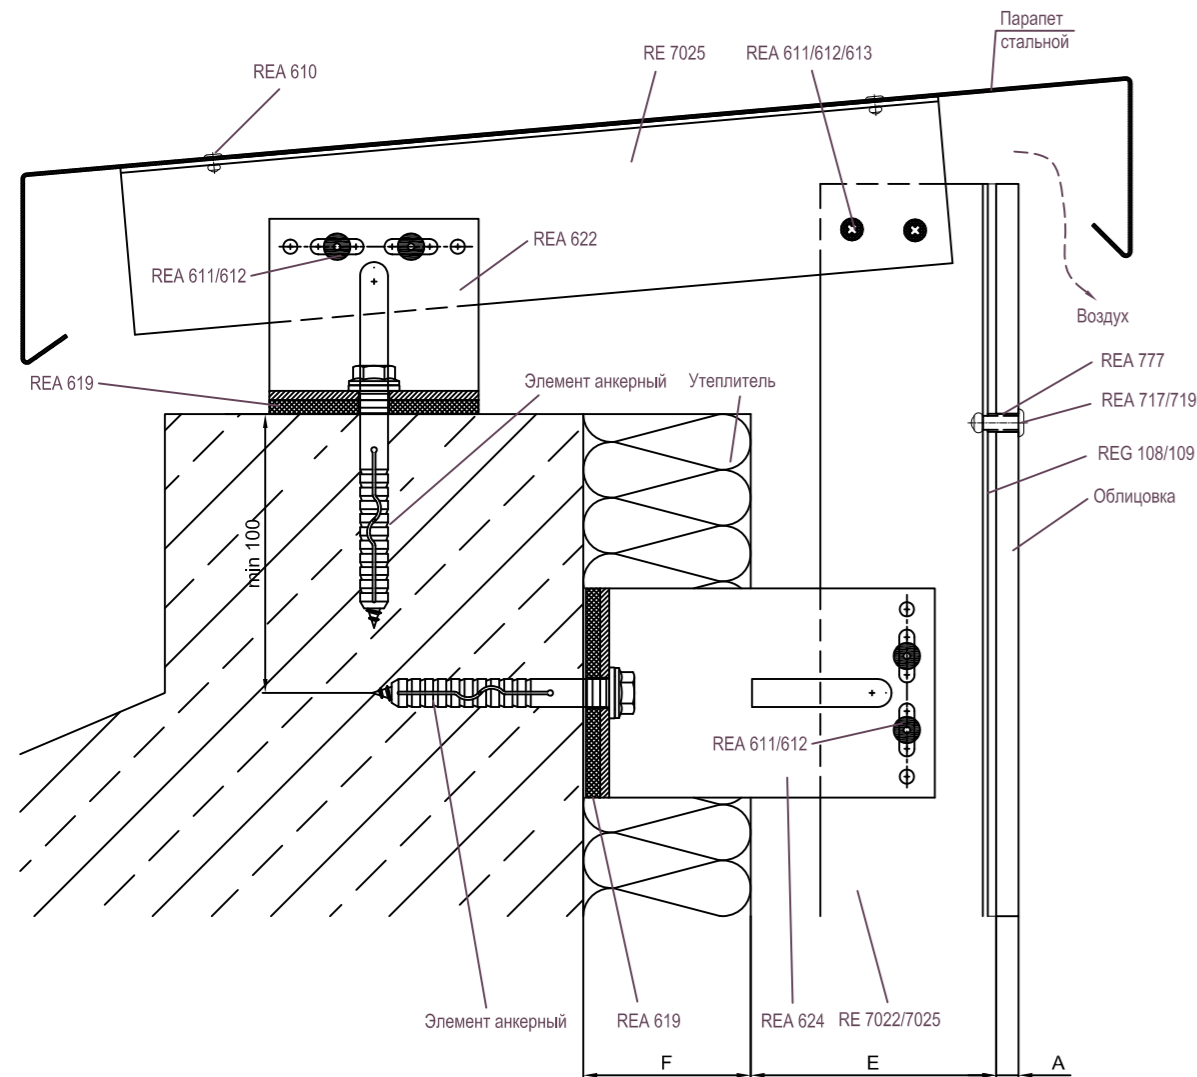 Парапет
стальной
RE 7025
REA 611/612/613
REA 610
REA 622
REA 611/612
Воздух
REA 777
REA 619
Элемент анкерный
Утеплитель
REA 717/719
REG 108/109
Облицовка
min 100
REA 611/612
Элемент анкерный
REA 619
REA 624
RE 7022/7025
F
E
A